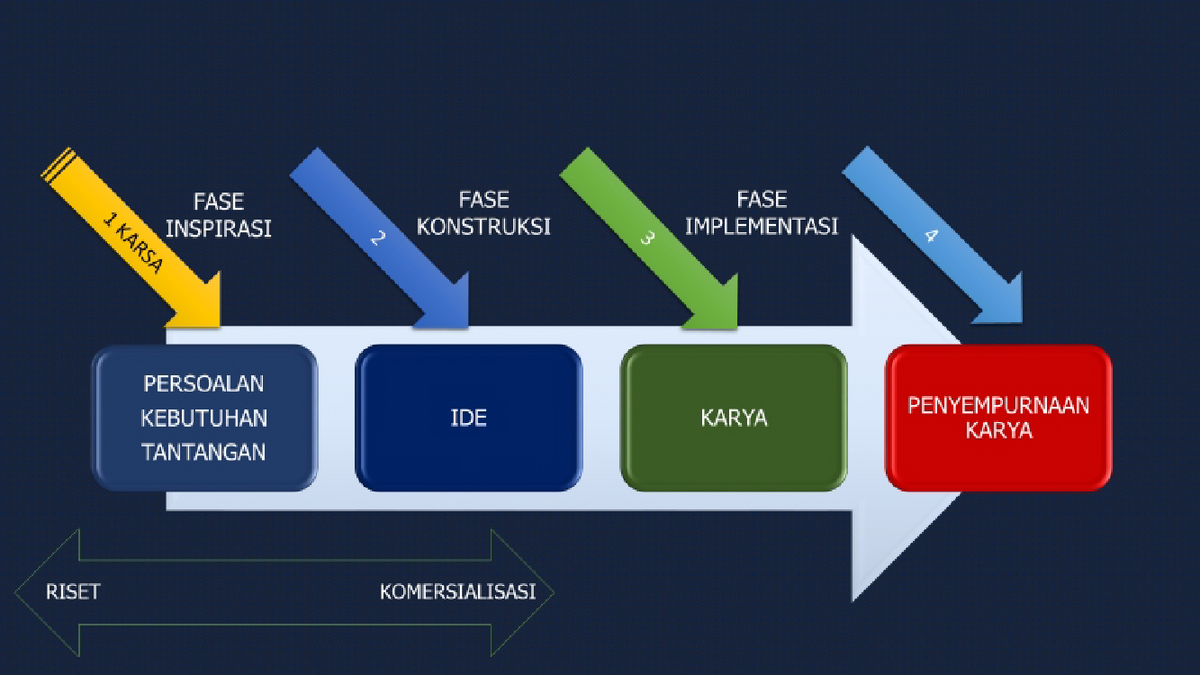 1 KARSA
FASE
INSPIRASI
2
FASE
KONSTRUKSI
3
FASE
IMPLEMENTASI
4
PERSOALAN
KEBUTUHAN
TANTANGAN
IDE
KARYA
PENYEMPURNAAN
KARYA
RISET
KOMERSIALISASI